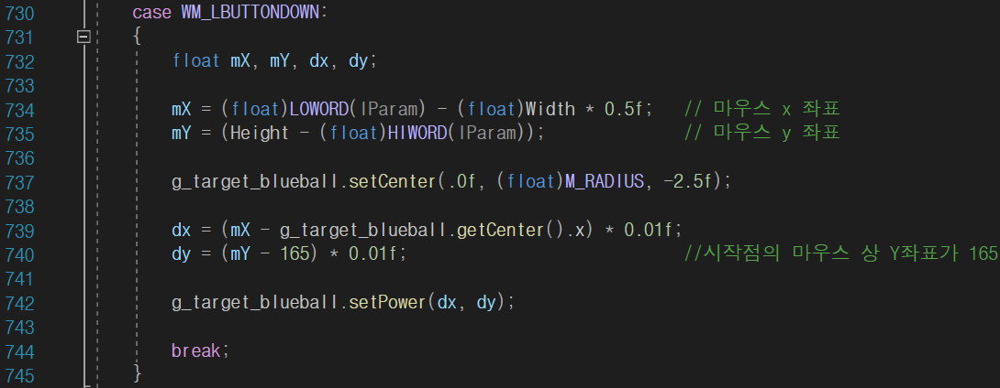 730 case WM_LBUTTONDOWN:
731 {
732 float mX, mY, dx, dy;
733
734 mX = (float)LOWORD(lParam) - (float)Width * 0.5f; // 마우스 x 좌표
735 mY = (Height - (float)HIWORD(lParam)); // 마우스 y 좌표
736
737 g_target_blueball.setCenter(.0f, (float)M_RADIUS, -2.5f);
738
739 dx = (mX - g_target_blueball.getCenter().x) * 0.01f;
740 dy = (mY - 165) * 0.01f; //시작점의 마우스 상 Y좌표가 165
741
742 g_target_blueball.setPower(dx, dy);
743
744 break;
745 }